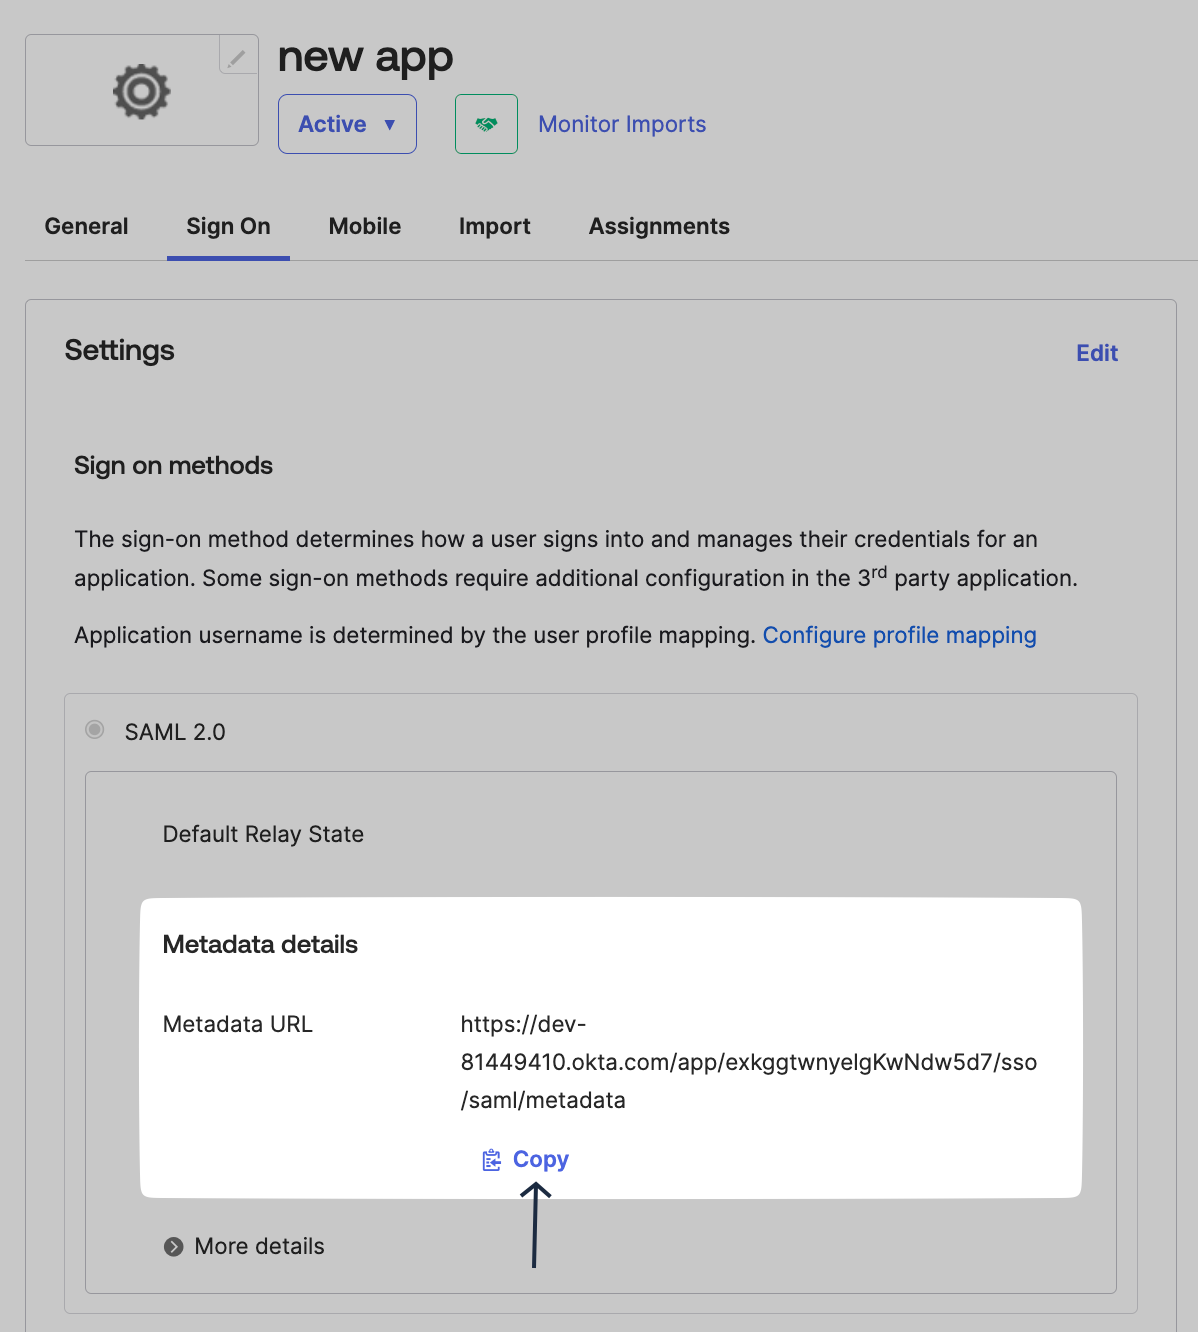 new app
Active ▼
Monitor Imports
General Sign On Mobile Import Assignments
Settings
Edit
Sign on methods
The sign-on method determines how a user signs into and manages their credentials for an
application. Some sign-on methods require additional configuration in the 3rd party application.
Application username is determined by the user profile mapping. Configure profile mapping
SAML 2.0
Default Relay State
Metadata details
Metadata URL
https://dev-
81449410.okta.com/app/exkggtwnyelgKwNdw5d7/sso
/saml/metadata
Copy
More details